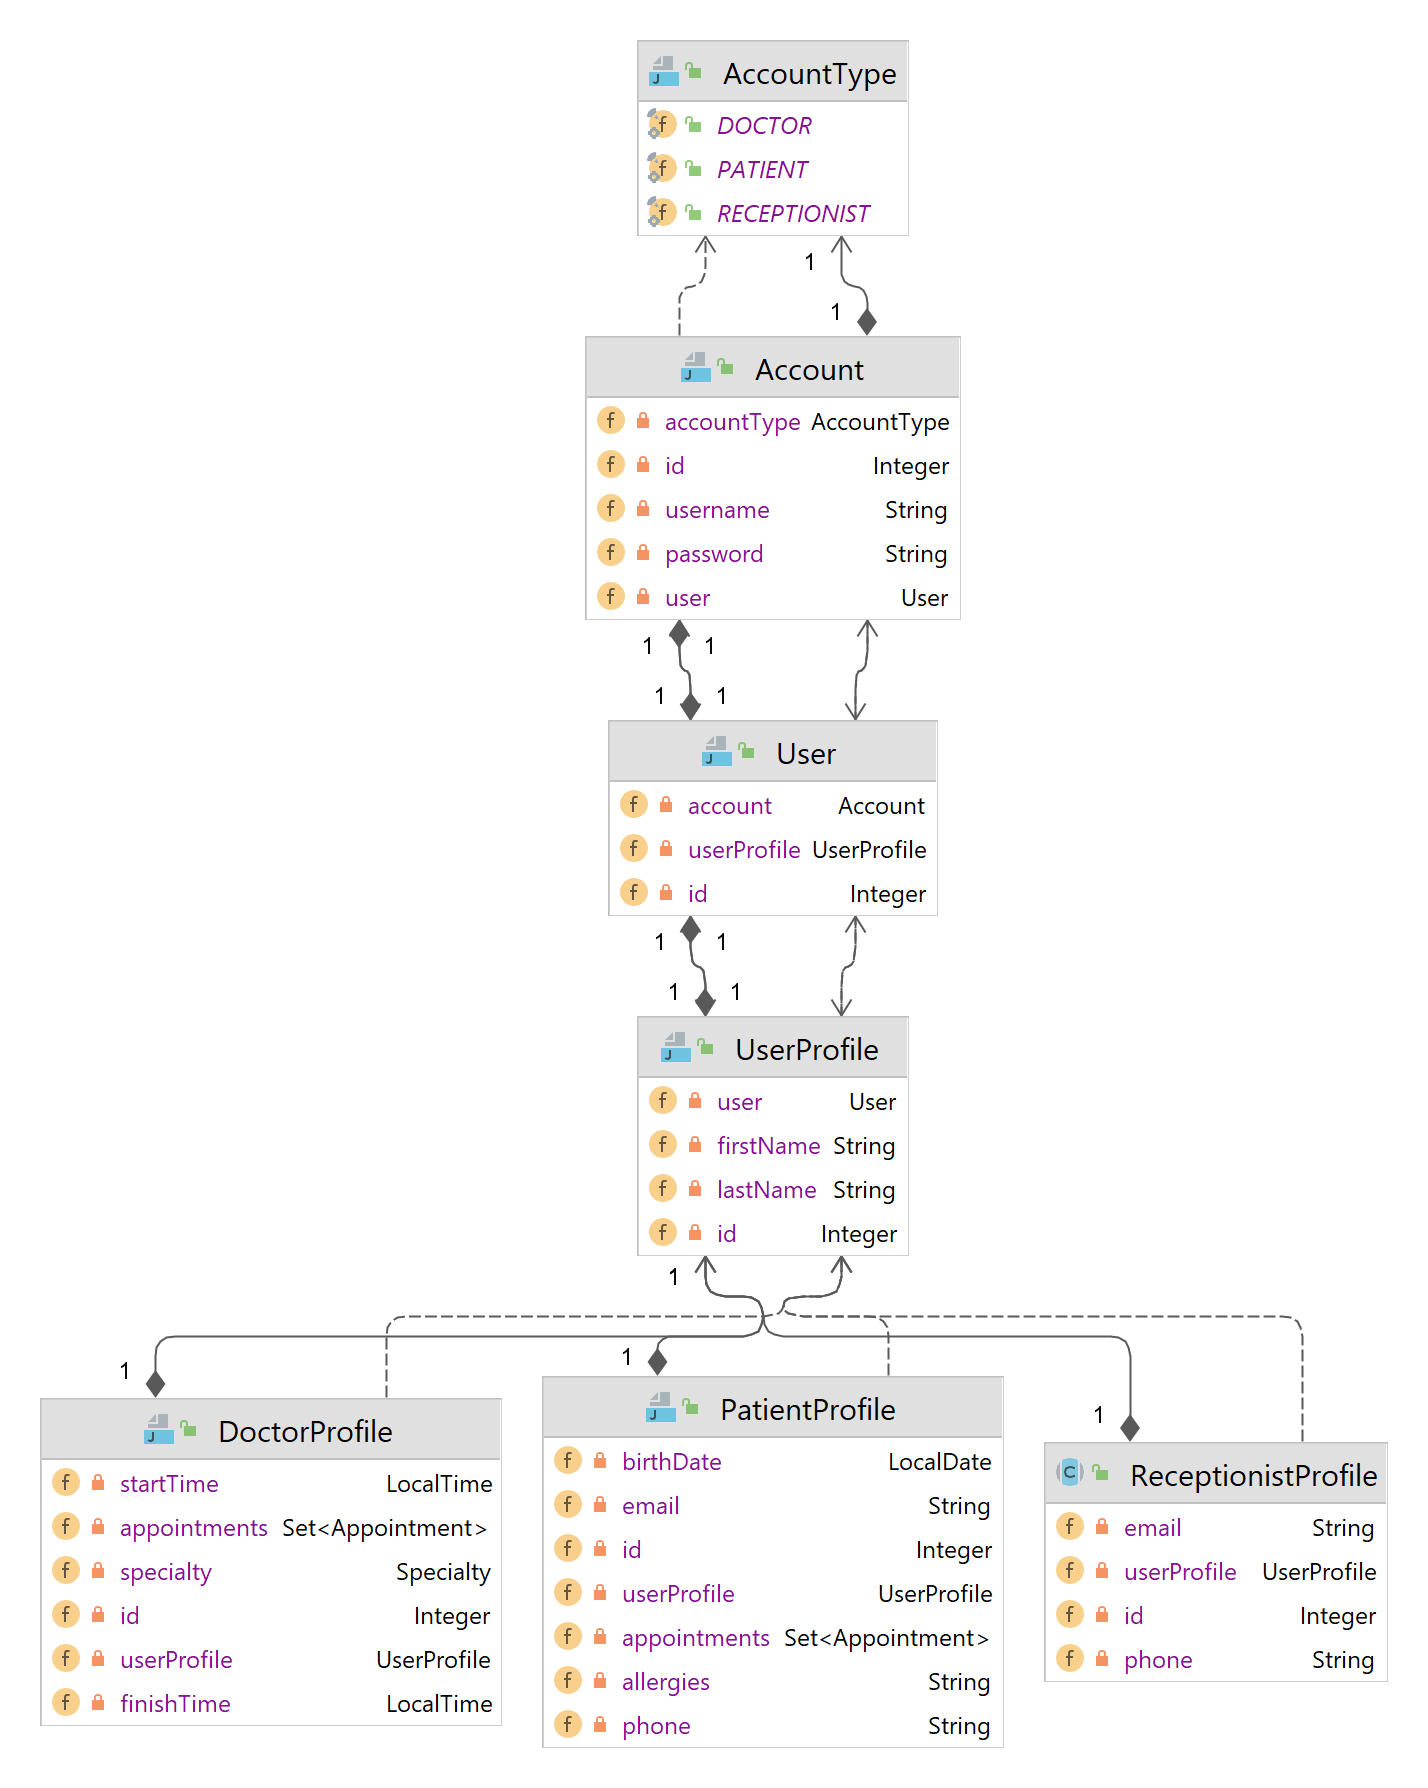 AccountType
DOCTOR
PATIENT
RECEPTIONIST
1
1
Account
accountType AccountType
id Integer
username String
password String
user User
1 1
1 1
User
account Account
userProfile UserProfile
id Integer
1 1
1 1
UserProfile
user User
firstName String
lastName String
id Integer
1
1
DoctorProfile
startTime LocalTime
appointments Set<Appointment>
specialty Specialty
id Integer
userProfile UserProfile
finishTime LocalTime
1
PatientProfile
birthDate LocalDate
email String
id Integer
userProfile UserProfile
appointments Set<Appointment>
allergies String
phone String
1
ReceptionistProfile
email String
userProfile UserProfile
id Integer
phone String